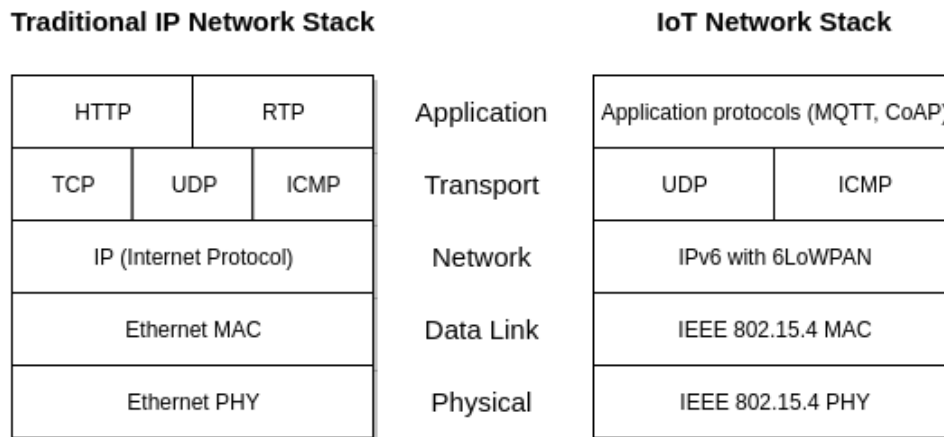 Traditional IP Network Stack
IoT Network Stack
HTTP
RTP
Application
Application protocols (MQTT, CoAP)
TCP
UDP
ICMP
Transport
UDP
ICMP
IP (Internet Protocol)
Network
IPv6 with 6LoWPAN
Ethernet MAC
Data Link
IEEE 802.15.4 MAC
Ethernet PHY
Physical
IEEE 802.15.4 PHY